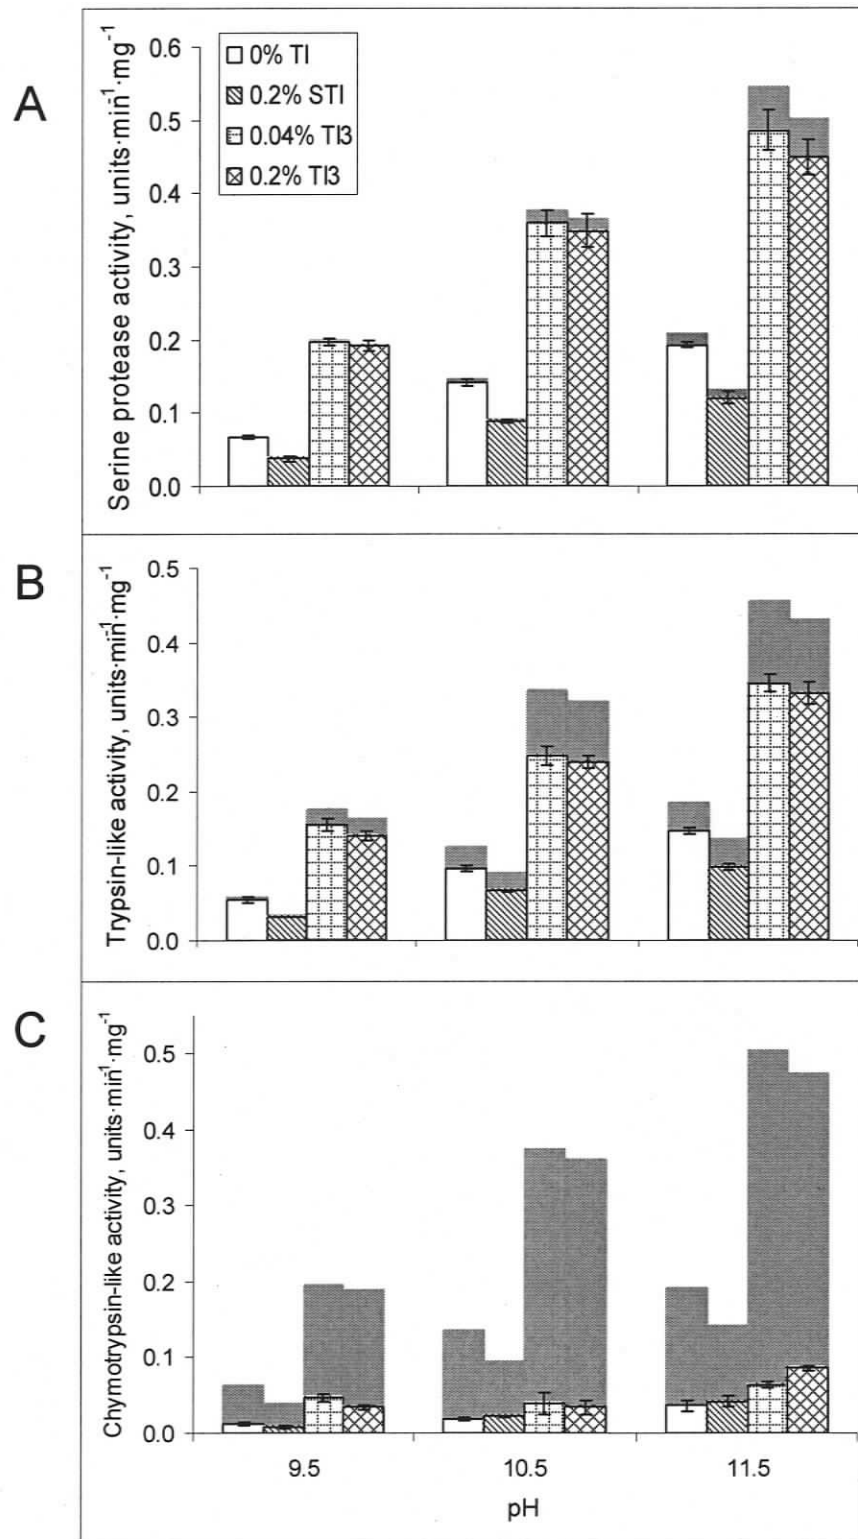 A
Serine protease activity, units·min⁻¹·mg⁻¹
0.6
0.5
0.4
0.3
0.2
0.1
0.0
0% TI
0.2% STI
0.04% TI3
0.2% TI3
B
Trypsin-like activity, units·min⁻¹·mg⁻¹
0.5
0.4
0.3
0.2
0.1
0.0
C
Chymotrypsin-like activity, units·min⁻¹·mg⁻¹
0.5
0.4
0.3
0.2
0.1
0.0
9.5 10.5 11.5
pH